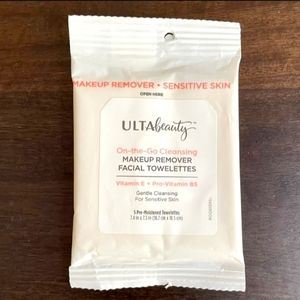 MAKEUP REMOVER • SENSITIVE SKIN
OPEN HERE
ULTAbeauty™
On-the-Go Cleansing
MAKEUP REMOVER
FACIAL TOWELETTES
Vitamin E + Pro-Vitamin B5
Gentle Cleansing
For Sensitive Skin
5 Pre-Moistened Towelettes